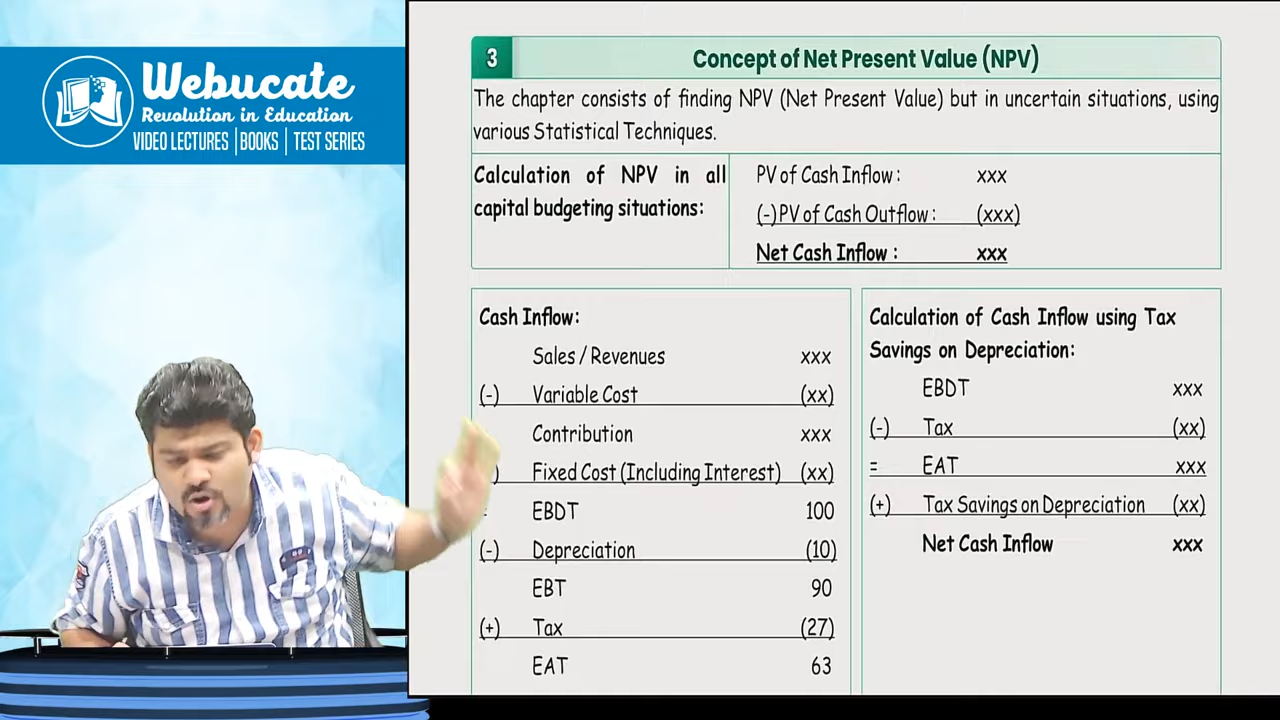 Webucate
Revolution in Education
VIDEO LECTURES | BOOKS | TEST SERIES
3 Concept of Net Present Value (NPV)
The chapter consists of finding NPV (Net Present Value) but in uncertain situations, using
various Statistical Techniques.
Calculation of NPV in all
capital budgeting situations:
PV of Cash Inflow : xxx
(-) PV of Cash Outflow : (xxx)
Net Cash Inflow : xxx
Cash Inflow:
Sales / Revenues xxx
(-) Variable Cost (xx)
Contribution xxx
) Fixed Cost (Including Interest) (xx)
EBDT 100
(-) Depreciation (10)
EBT 90
(+) Tax (27)
EAT 63
Calculation of Cash Inflow using Tax
Savings on Depreciation:
EBDT xxx
(-) Tax (xx)
= EAT xxx
(+) Tax Savings on Depreciation (xx)
Net Cash Inflow xxx